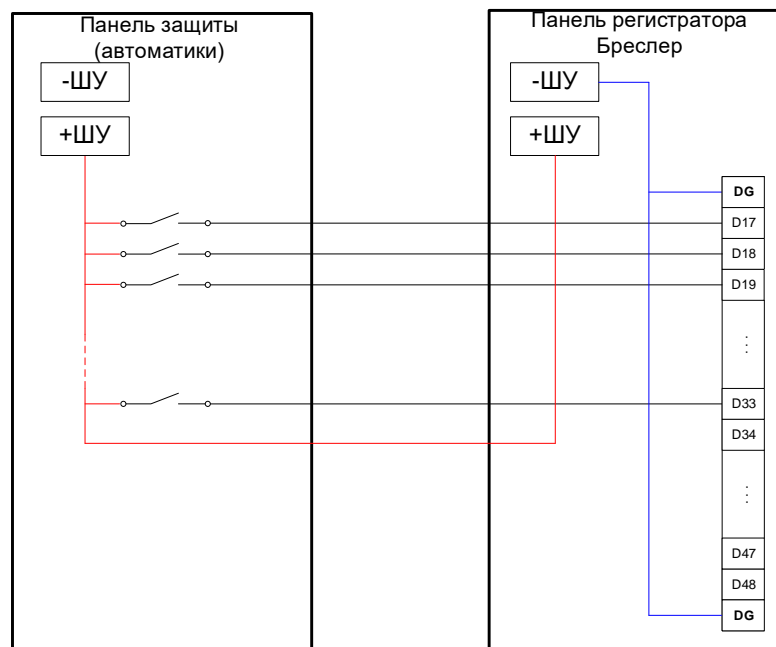 Панель защиты
(автоматики)
-ШУ
+ШУ
Панель регистратора
Бреслер
-ШУ
+ШУ
DG
D17
D18
D19
...
D33
D34
...
D47
D48
DG